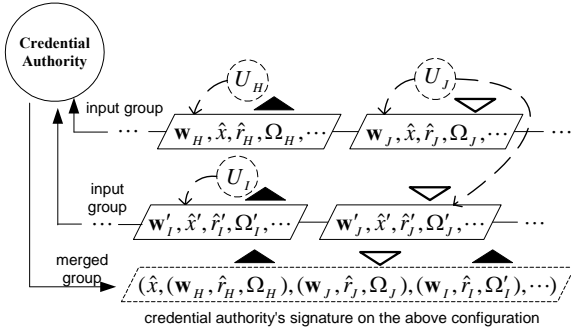 Credential
Authority
U_H
U_J
input group
... w_H, x̂, r̂_H, Ω_H, ... w_J, x̂, r̂_J, Ω_J, ... ...
U_I
input
group
... w'_I, x̂', r̂'_I, Ω'_I, ... w'_J, x̂', r̂'_J, Ω'_J, ... ...
merged
group
(x̂, (w_H, r̂_H, Ω_H), (w_J, r̂_J, Ω_J), (w_I, r̂_I, Ω'_I), ...)
credential authority's signature on the above configuration